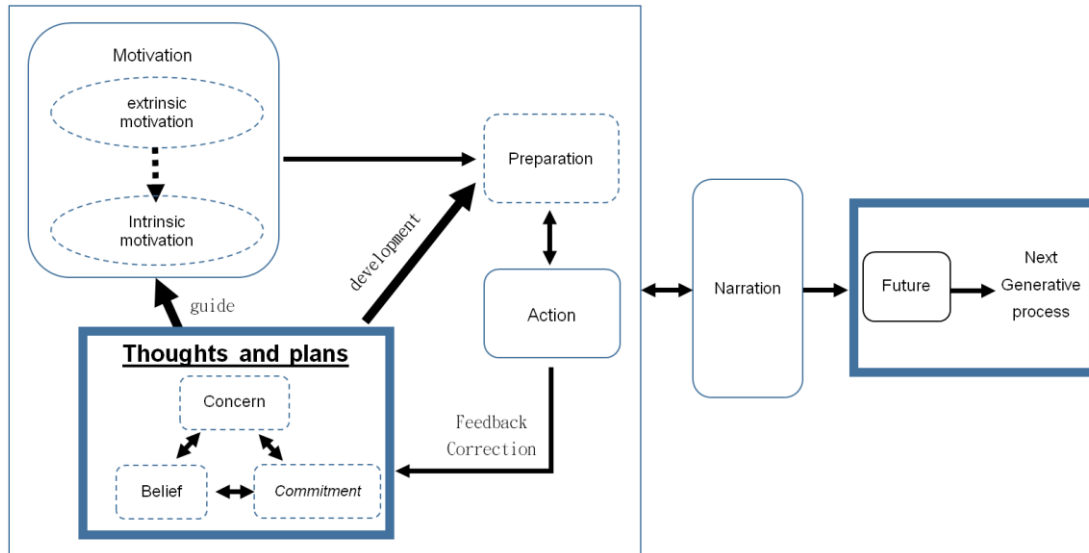 Motivation
extrinsic
motivation
Intrinsic
motivation
guide
development
Preparation
Action
Thoughts and plans
Concern
Belief
Commitment
Feedback
Correction
Narration
Future
Next
Generative
process